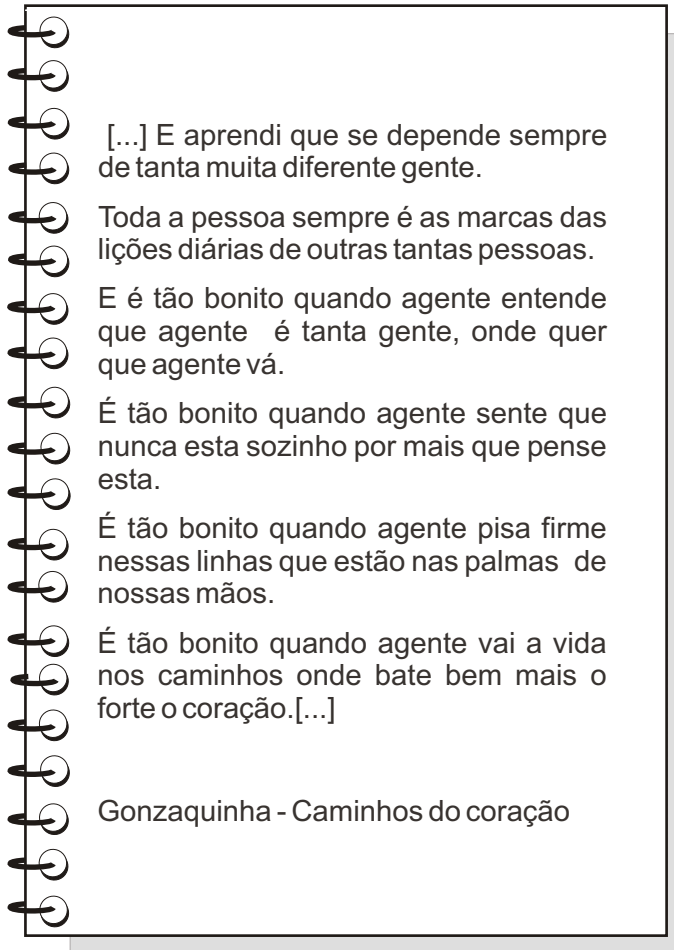 [...] E aprendi que se depende sempre
de tanta muita diferente gente.
Toda a pessoa sempre é as marcas das
lições diárias de outras tantas pessoas.
E é tão bonito quando agente entende
que agente é tanta gente, onde quer
que agente vá.
É tão bonito quando agente sente que
nunca esta sozinho por mais que pense
esta.
É tão bonito quando agente pisa firme
nessas linhas que estão nas palmas de
nossas mãos.
É tão bonito quando agente vai a vida
nos caminhos onde bate bem mais o
forte o coração.[...]
Gonzaquinha - Caminhos do coração